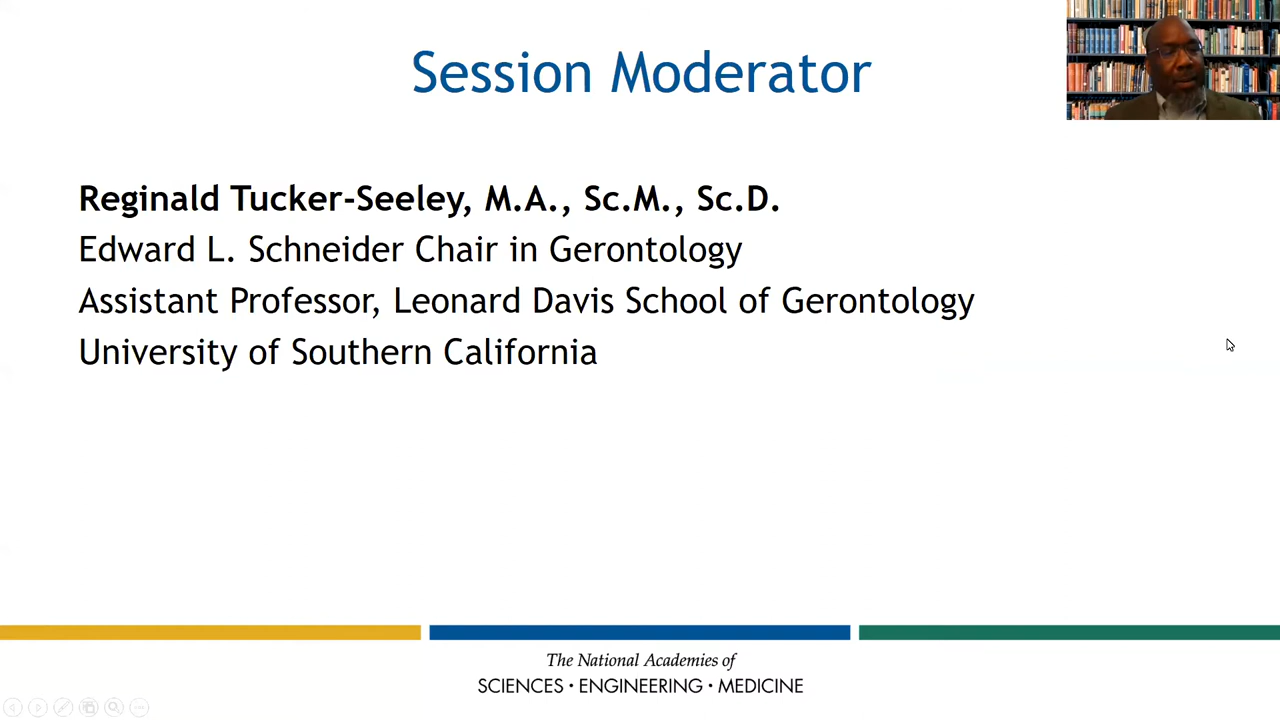 Session Moderator
Reginald Tucker-Seeley, M.A., Sc.M., Sc.D.
Edward L. Schneider Chair in Gerontology
Assistant Professor, Leonard Davis School of Gerontology
University of Southern California
The National Academies of
SCIENCES · ENGINEERING · MEDICINE